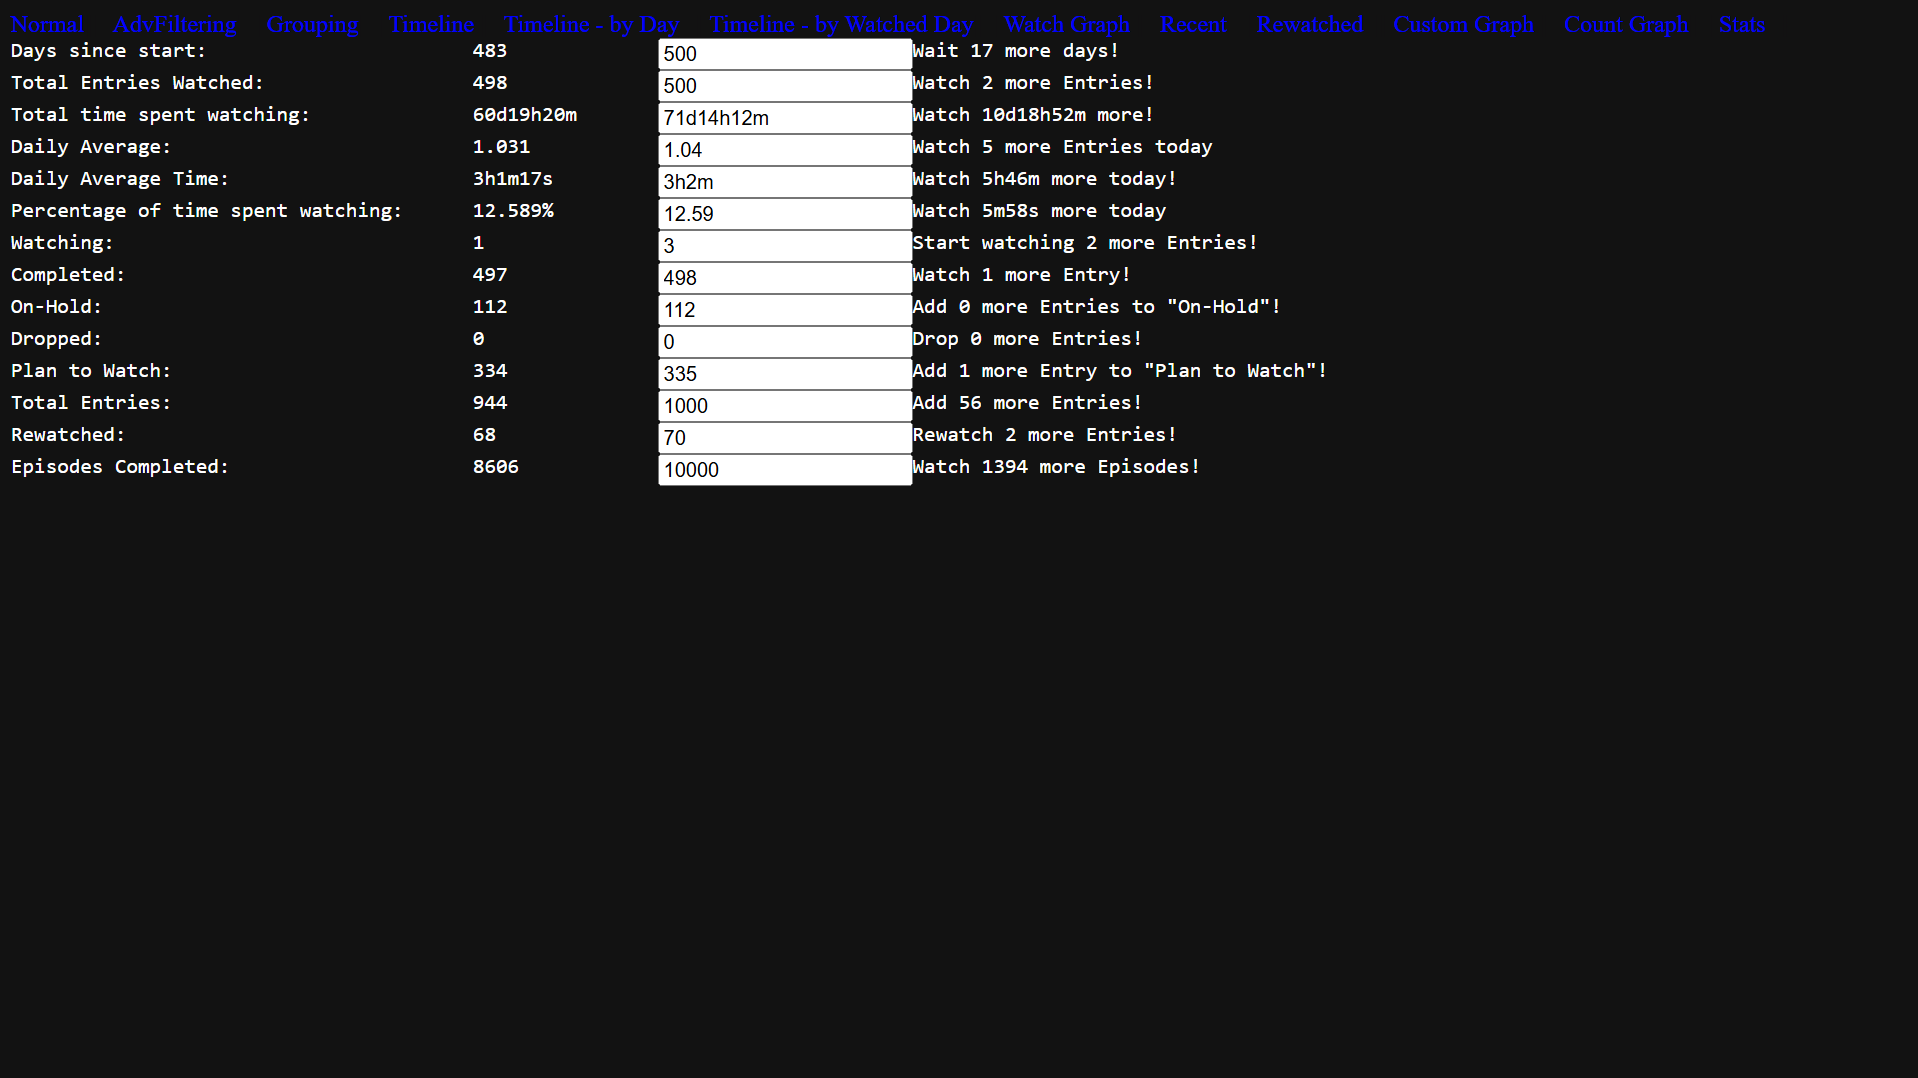 Normal AdvFiltering Grouping Timeline Timeline - by Day Timeline - by Watched Day Watch Graph Recent Rewatched Custom Graph Count Graph Stats
Days since start: 483 500 Wait 17 more days!
Total Entries Watched: 498 500 Watch 2 more Entries!
Total time spent watching: 60d19h20m 71d14h12m Watch 10d18h52m more!
Daily Average: 1.031 1.04 Watch 5 more Entries today
Daily Average Time: 3h1m17s 3h2m Watch 5h46m more today!
Percentage of time spent watching: 12.589% 12.59 Watch 5m58s more today
Watching: 1 3 Start watching 2 more Entries!
Completed: 497 498 Watch 1 more Entry!
On-Hold: 112 112 Add 0 more Entries to "On-Hold"!
Dropped: 0 0 Drop 0 more Entries!
Plan to Watch: 334 335 Add 1 more Entry to "Plan to Watch"!
Total Entries: 944 1000 Add 56 more Entries!
Rewatched: 68 70 Rewatch 2 more Entries!
Episodes Completed: 8606 10000 Watch 1394 more Episodes!